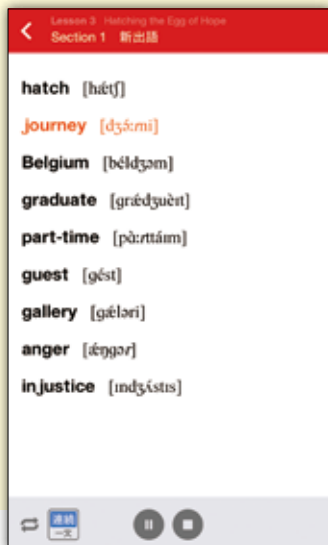 Lesson 3 Hatching the Egg of Hope
Section 1 新出語
hatch [hǽtʃ]
journey [dʒə́ːrni]
Belgium [béldʒəm]
graduate [grǽdʒuèɪt]
part-time [pɑ̀ːrttáɪm]
guest [gést]
gallery [gǽləri]
anger [ǽŋgər]
injustice [ɪndʒʌ́stɪs]
連続
一文